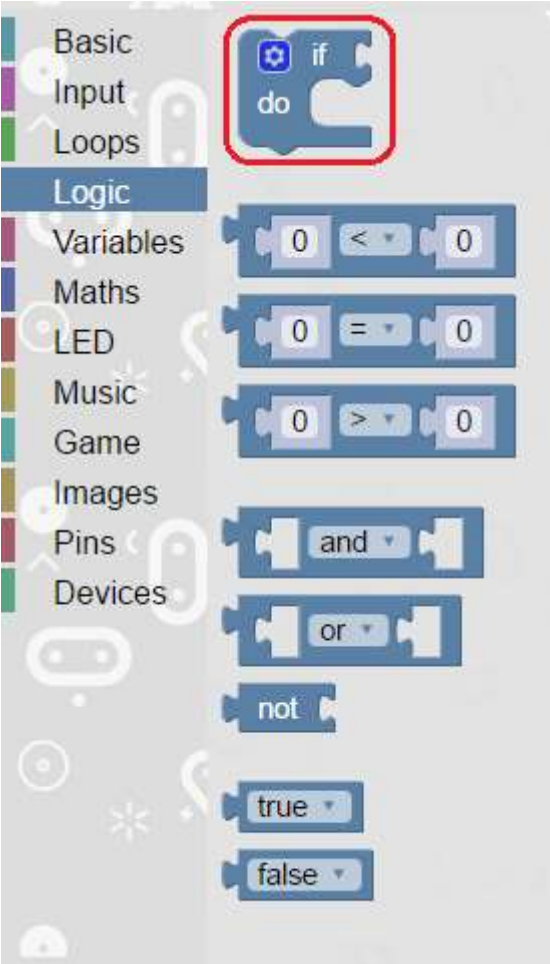 Basic
Input
Loops
Logic
Variables
Maths
LED
Music
Game
Images
Pins
Devices
if
do
0 < 0
0 = 0
0 > 0
and
or
not
true
false